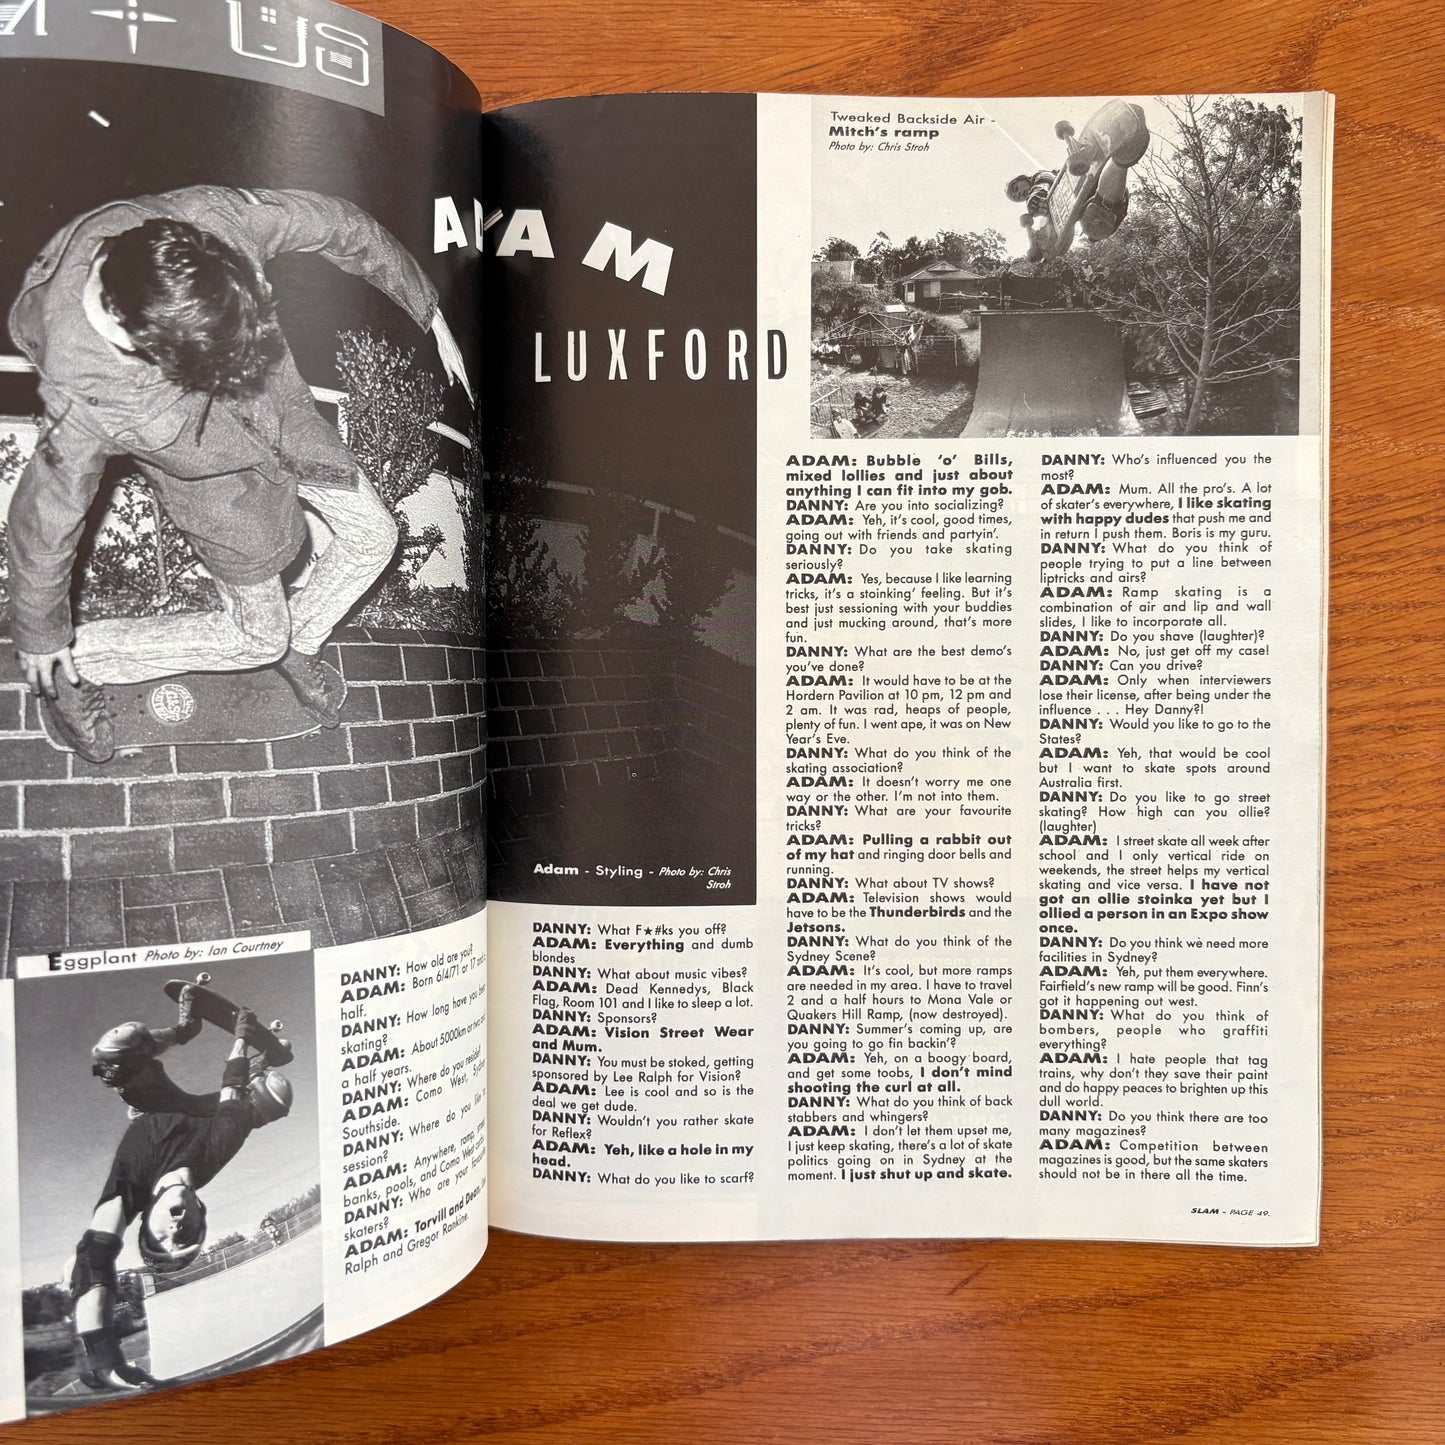 US
ADAM
LUXFORD
Tweaked Backside Air -
Mitch's ramp
Photo by: Chris Stroh
Adam - Styling - Photo by: Chris
Stroh
Eggplant Photo by: Ian Courtney
DANNY: How old are you?
ADAM: Born 6/4/71 or 17 and a
half.
DANNY: How long have you been
skating?
ADAM: About 5000km or two and
a half years.
DANNY: Where do you reside?
ADAM: Como West, Sydney
Southside.
DANNY: Where do you like to
session?
ADAM: Anywhere, ramp, street,
banks, pools, and Como West
DANNY: Who are your favourite
skaters?
ADAM: Torvill and Dean,
Ralph and Gregor Rankine.
DANNY: What F★#ks you off?
ADAM: Everything and dumb
blondes
DANNY: What about music vibes?
ADAM: Dead Kennedys, Black
Flag, Room 101 and I like to sleep a lot.
DANNY: Sponsors?
ADAM: Vision Street Wear
and Mum.
DANNY: You must be stoked, getting
sponsored by Lee Ralph for Vision?
ADAM: Lee is cool and so is the
deal we get dude.
DANNY: Wouldn't you rather skate
for Reflex?
ADAM: Yeh, like a hole in my
head.
DANNY: What do you like to scarf?
ADAM: Bubble 'o' Bills,
mixed lollies and just about
anything I can fit into my gob.
DANNY: Are you into socializing?
ADAM: Yeh, it's cool, good times,
going out with friends and partyin'.
DANNY: Do you take skating
seriously?
ADAM: Yes, because I like learning
tricks, it's a stoinking' feeling. But it's
best just sessioning with your buddies
and just mucking around, that's more
fun.
DANNY: What are the best demo's
you've done?
ADAM: It would have to be at the
Hordern Pavilion at 10 pm, 12 pm and
2 am. It was rad, heaps of people,
plenty of fun. I went ape, it was on New
Year's Eve.
DANNY: What do you think of the
skating association?
ADAM: It doesn't worry me one
way or the other. I'm not into them.
DANNY: What are your favourite
tricks?
ADAM: Pulling a rabbit out
of my hat and ringing door bells and
running.
DANNY: What about TV shows?
ADAM: Television shows would
have to be the Thunderbirds and the
Jetsons.
DANNY: What do you think of the
Sydney Scene?
ADAM: It's cool, but more ramps
are needed in my area. I have to travel
2 and a half hours to Mona Vale or
Quakers Hill Ramp, (now destroyed).
DANNY: Summer's coming up, are
you going to go fin backin'?
ADAM: Yeh, on a boogy board,
and get some toobs, I don't mind
shooting the curl at all.
DANNY: What do you think of back
stabbers and whingers?
ADAM: I don't let them upset me,
I just keep skating, there's a lot of skate
politics going on in Sydney at the
moment. I just shut up and skate.
DANNY: Who's influenced you the
most?
ADAM: Mum. All the pro's. A lot
of skater's everywhere, I like skating
with happy dudes that push me and
in return I push them. Boris is my guru.
DANNY: What do you think of
people trying to put a line between
liptricks and airs?
ADAM: Ramp skating is a
combination of air and lip and wall
slides, I like to incorporate all.
DANNY: Do you shave (laughter)?
ADAM: No, just get off my case!
DANNY: Can you drive?
ADAM: Only when interviewers
lose their license, after being under the
influence . . . Hey Danny?!
DANNY: Would you like to go to the
States?
ADAM: Yeh, that would be cool
but I want to skate spots around
Australia first.
DANNY: Do you like to go street
skating? How high can you ollie?
(laughter)
ADAM: I street skate all week after
school and I only vertical ride on
weekends, the street helps my vertical
skating and vice versa. I have not
got an ollie stoinka yet but I
ollied a person in an Expo show
once.
DANNY: Do you think we need more
facilities in Sydney?
ADAM: Yeh, put them everywhere.
Fairfield's new ramp will be good. Finn's
got it happening out west.
DANNY: What do you think of
bombers, people who graffiti
everything?
ADAM: I hate people that tag
trains, why don't they save their paint
and do happy peaces to brighten up this
dull world.
DANNY: Do you think there are too
many magazines?
ADAM: Competition between
magazines is good, but the same skaters
should not be in there all the time.
SLAM - PAGE 49.